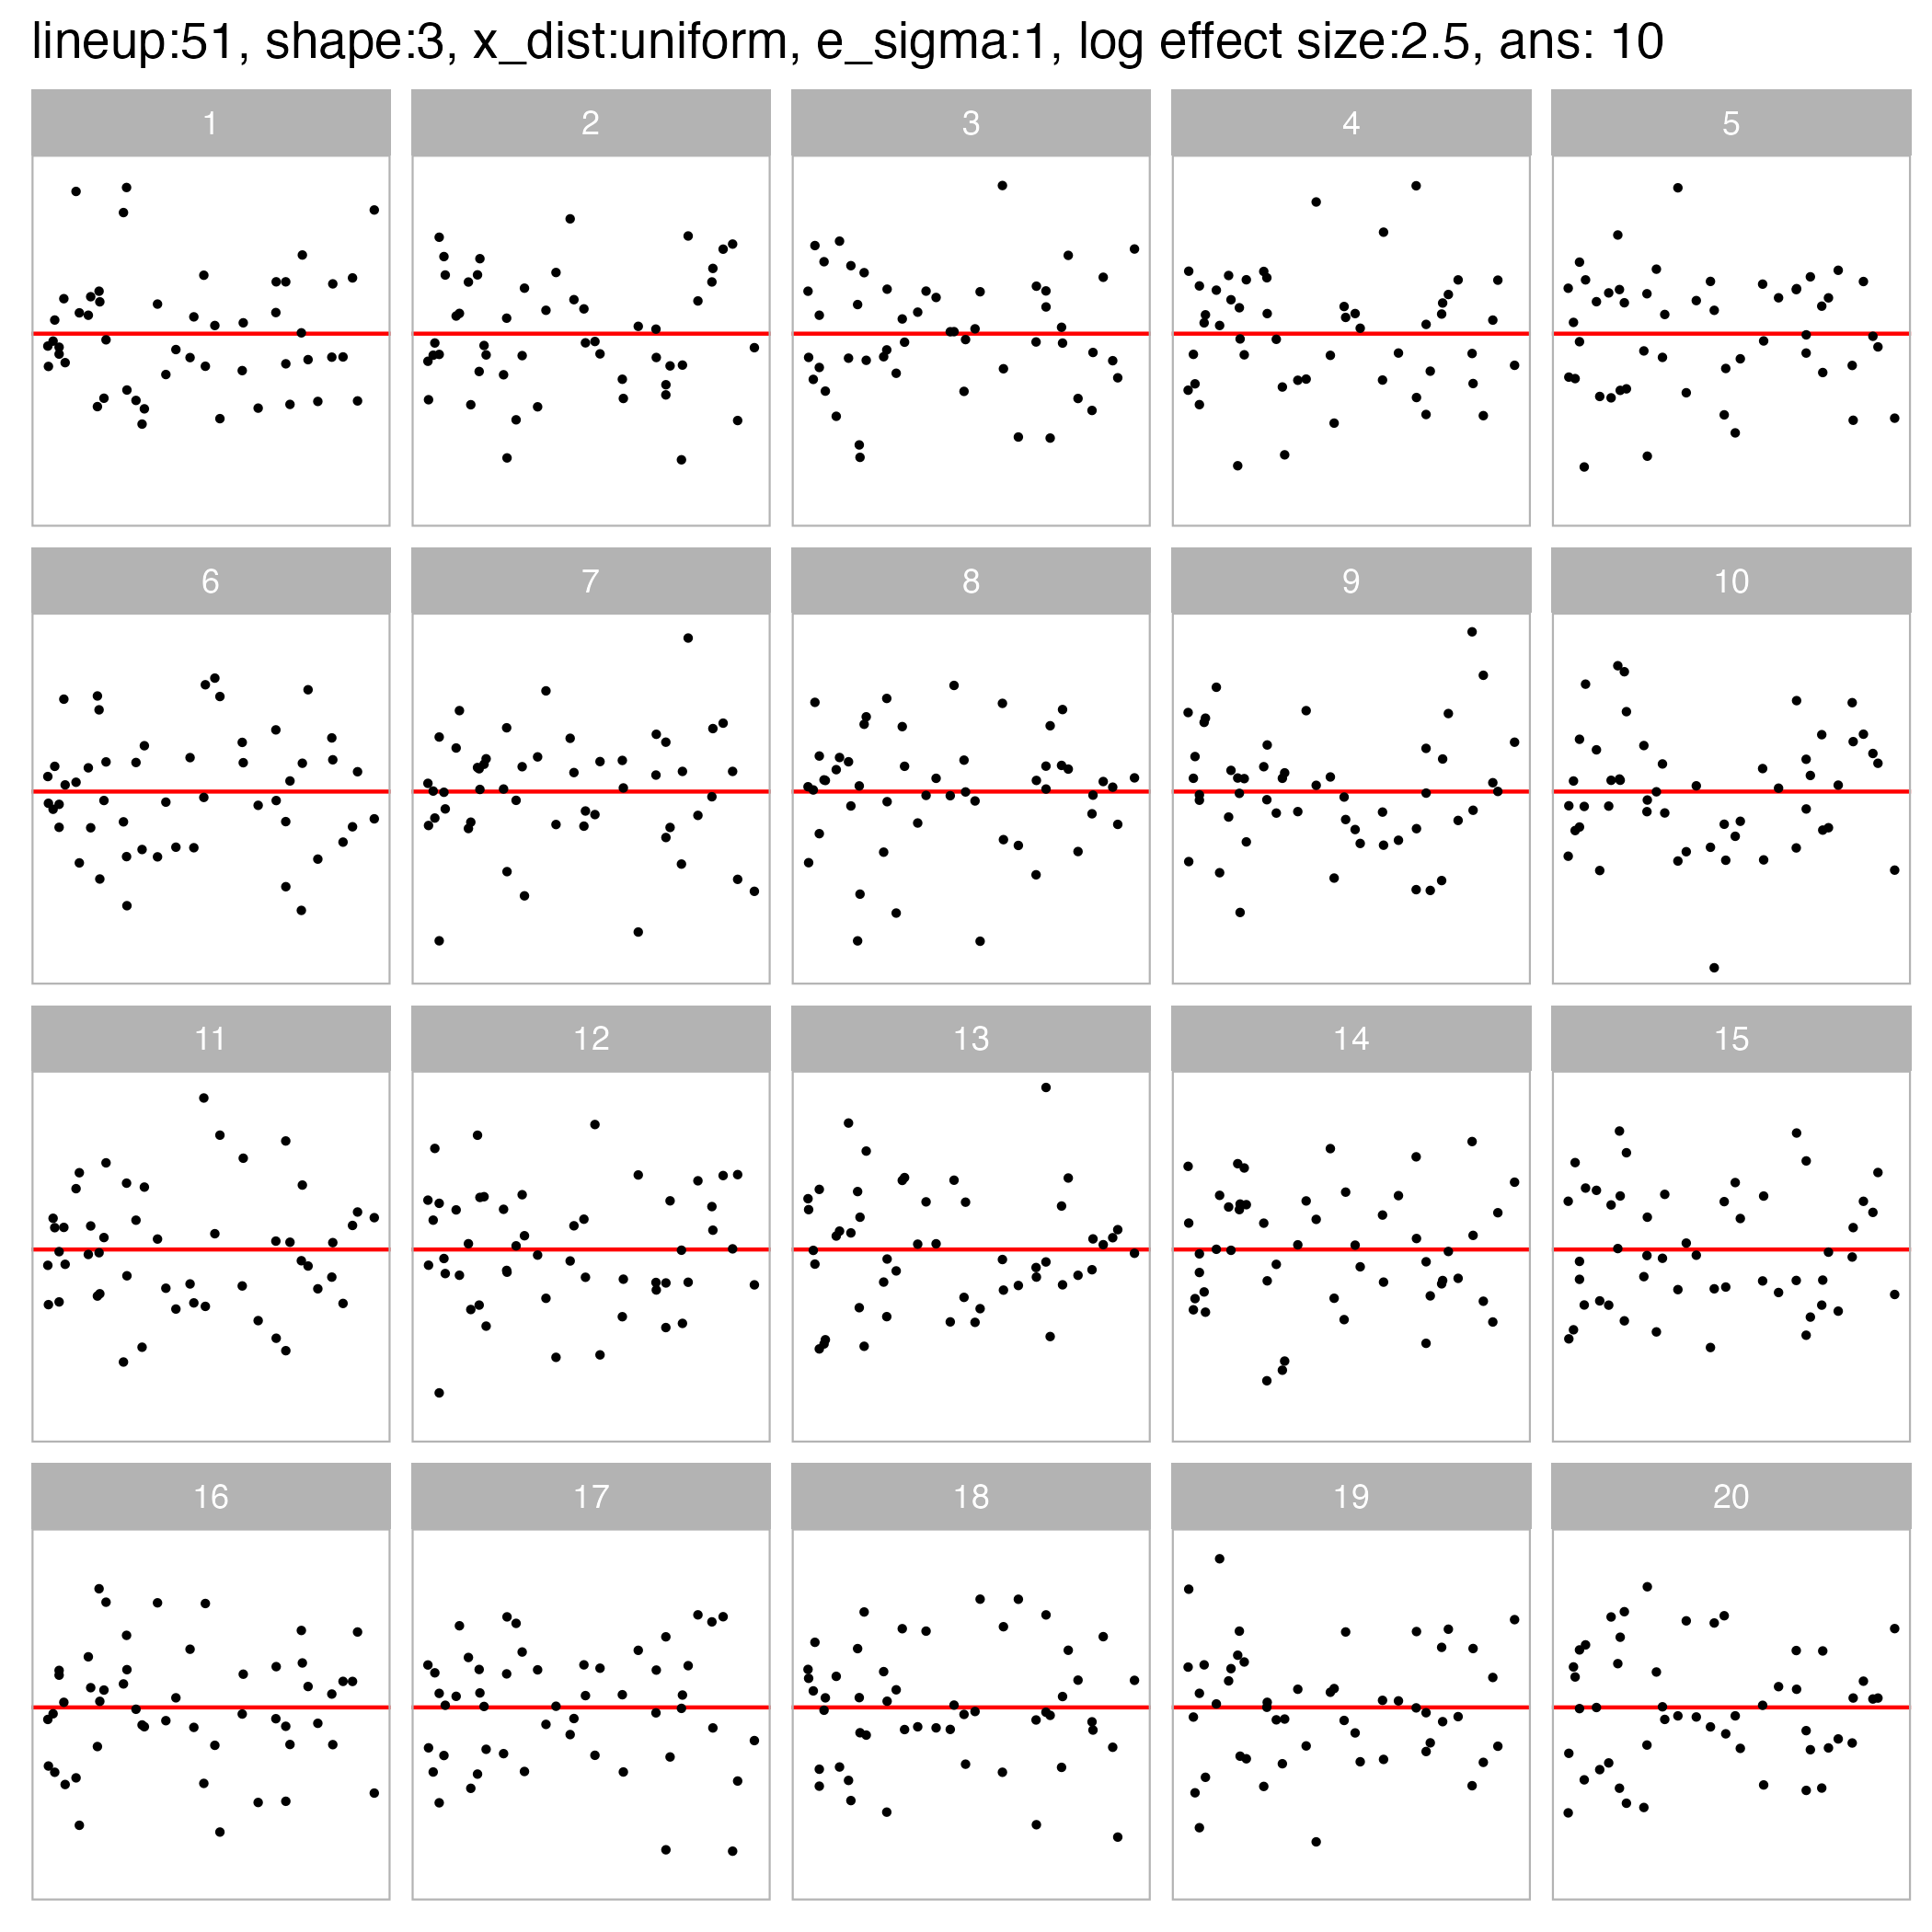 lineup:51, shape:3, x_dist:uniform, e_sigma:1, log effect size:2.5, ans: 10
1 2 3 4 5
6 7 8 9 10
11 12 13 14 15
16 17 18 19 20